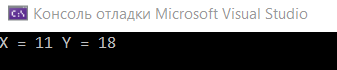 Консоль отладки Microsoft Visual Studio
X = 11 Y = 18